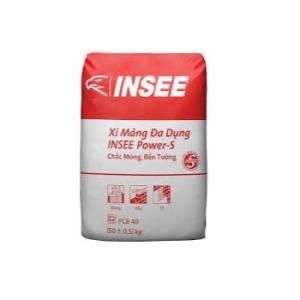 INSEE
Xi Măng Đa Dụng
INSEE Power-S
Chắc Móng, Bền Tường
PCB 40
(50 ± 0,5)kg